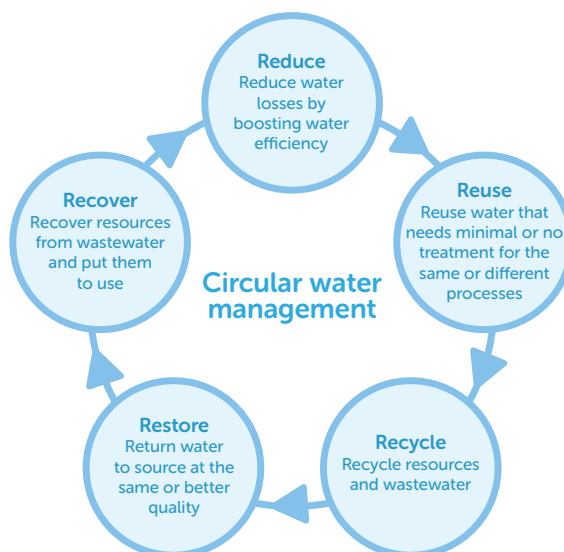 Reduce
Reduce water
losses by
boosting water
efficiency
Reuse
Reuse water that
needs minimal or no
treatment for the
same or different
processes
Recycle
Recycle resources
and wastewater
Restore
Return water
to source at the
same or better
quality
Recover
Recover resources
from wastewater
and put them
to use
Circular water
management